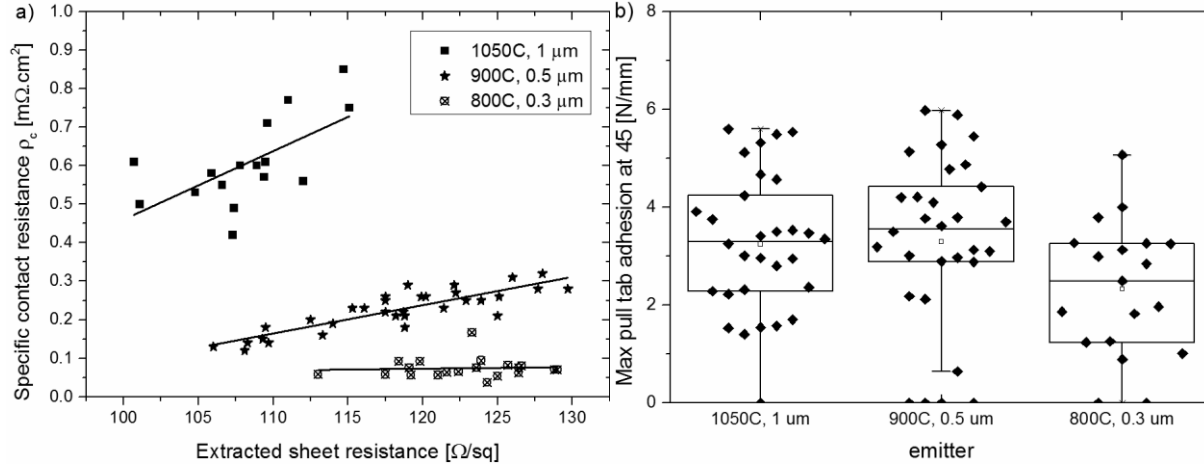 a)
Specific contact resistance ρc [mΩ.cm²]
1.0
0.9
0.8
0.7
0.6
0.5
0.4
0.3
0.2
0.1
0.0
1050C, 1 μm
900C, 0.5 μm
800C, 0.3 μm
100 105 110 115 120 125 130
Extracted sheet resistance [Ω/sq]
b)
Max pull tab adhesion at 45 [N/mm]
8
6
4
2
0
1050C, 1 um 900C, 0.5 um 800C, 0.3 um
emitter